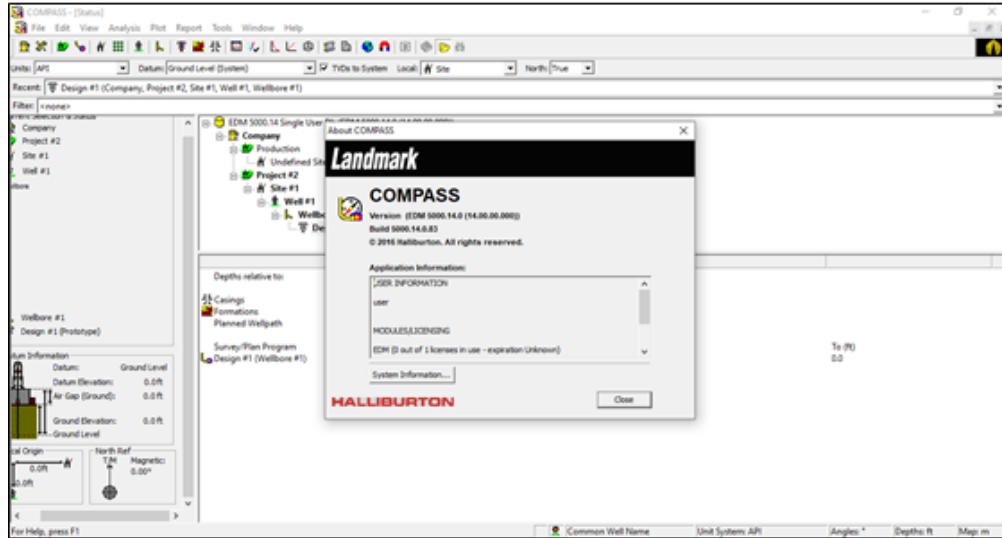 COMPASS - [Status]
File Edit View Analysis Plot Report Tools Window Help
Units: API Datum: Ground Level (System) TVDs to System Local: Site North: True
Recent: Design #1 (Company, Project #2, Site #1, Well #1, Wellbore #1)
Filter: <none>
Company
Project #2
Site #1
Well #1
Wellbore #1
Design #1 (Prototype)
Datum: Ground Level
Datum Elevation: 0.0ft
Air Gap (Ground): 0.0ft
Ground Elevation: 0.0ft
Ground Level
North Ref
0.0ft
T/M Magnetic:
0.00°
EDM 5000.14 Single User
Company
Production
Undefined
Project #2
Site #1
Well #1
Depths relative to:
Casings
Formations
Planned Wellpath
Survey/Plan Program
Design #1 (Wellbore #1)
To (ft)
0.0
About COMPASS
Landmark
COMPASS
Version (EDM 5000.14.0 (14.00.00.000))
Build 5000.14.0.83
© 2016 Halliburton. All rights reserved.
Application Information:
USER INFORMATION
user
MODULES/LICENSING
EDM (0 out of 1 licenses in use - expiration Unknown)
System Information...
HALLIBURTON
Close
For Help, press F1
Common Well Name
Unit System: API
Angles: °
Depths: ft
Map: m